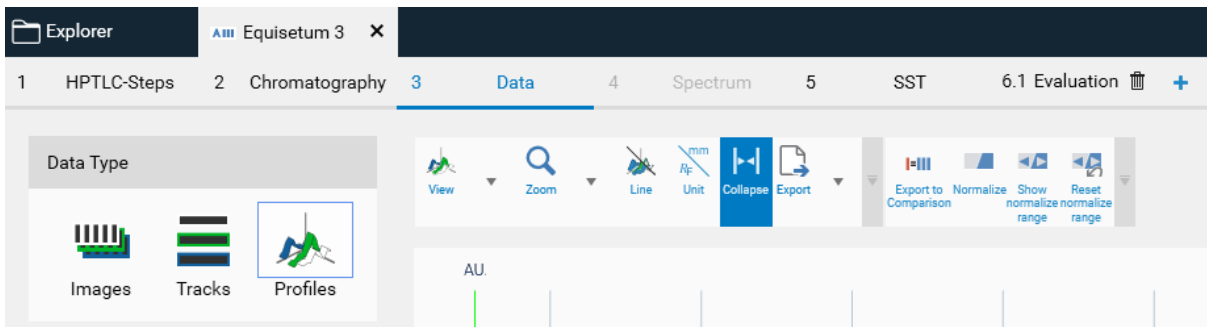 Explorer
Equisetum 3
1 HPTLC-Steps 2 Chromatography 3 Data 4 Spectrum 5 SST 6.1 Evaluation
Data Type
Images Tracks Profiles
View Zoom Line Unit Collapse Export
mm
RF
Export to Comparison
Normalize
Show normalize range
Reset normalize range
AU.